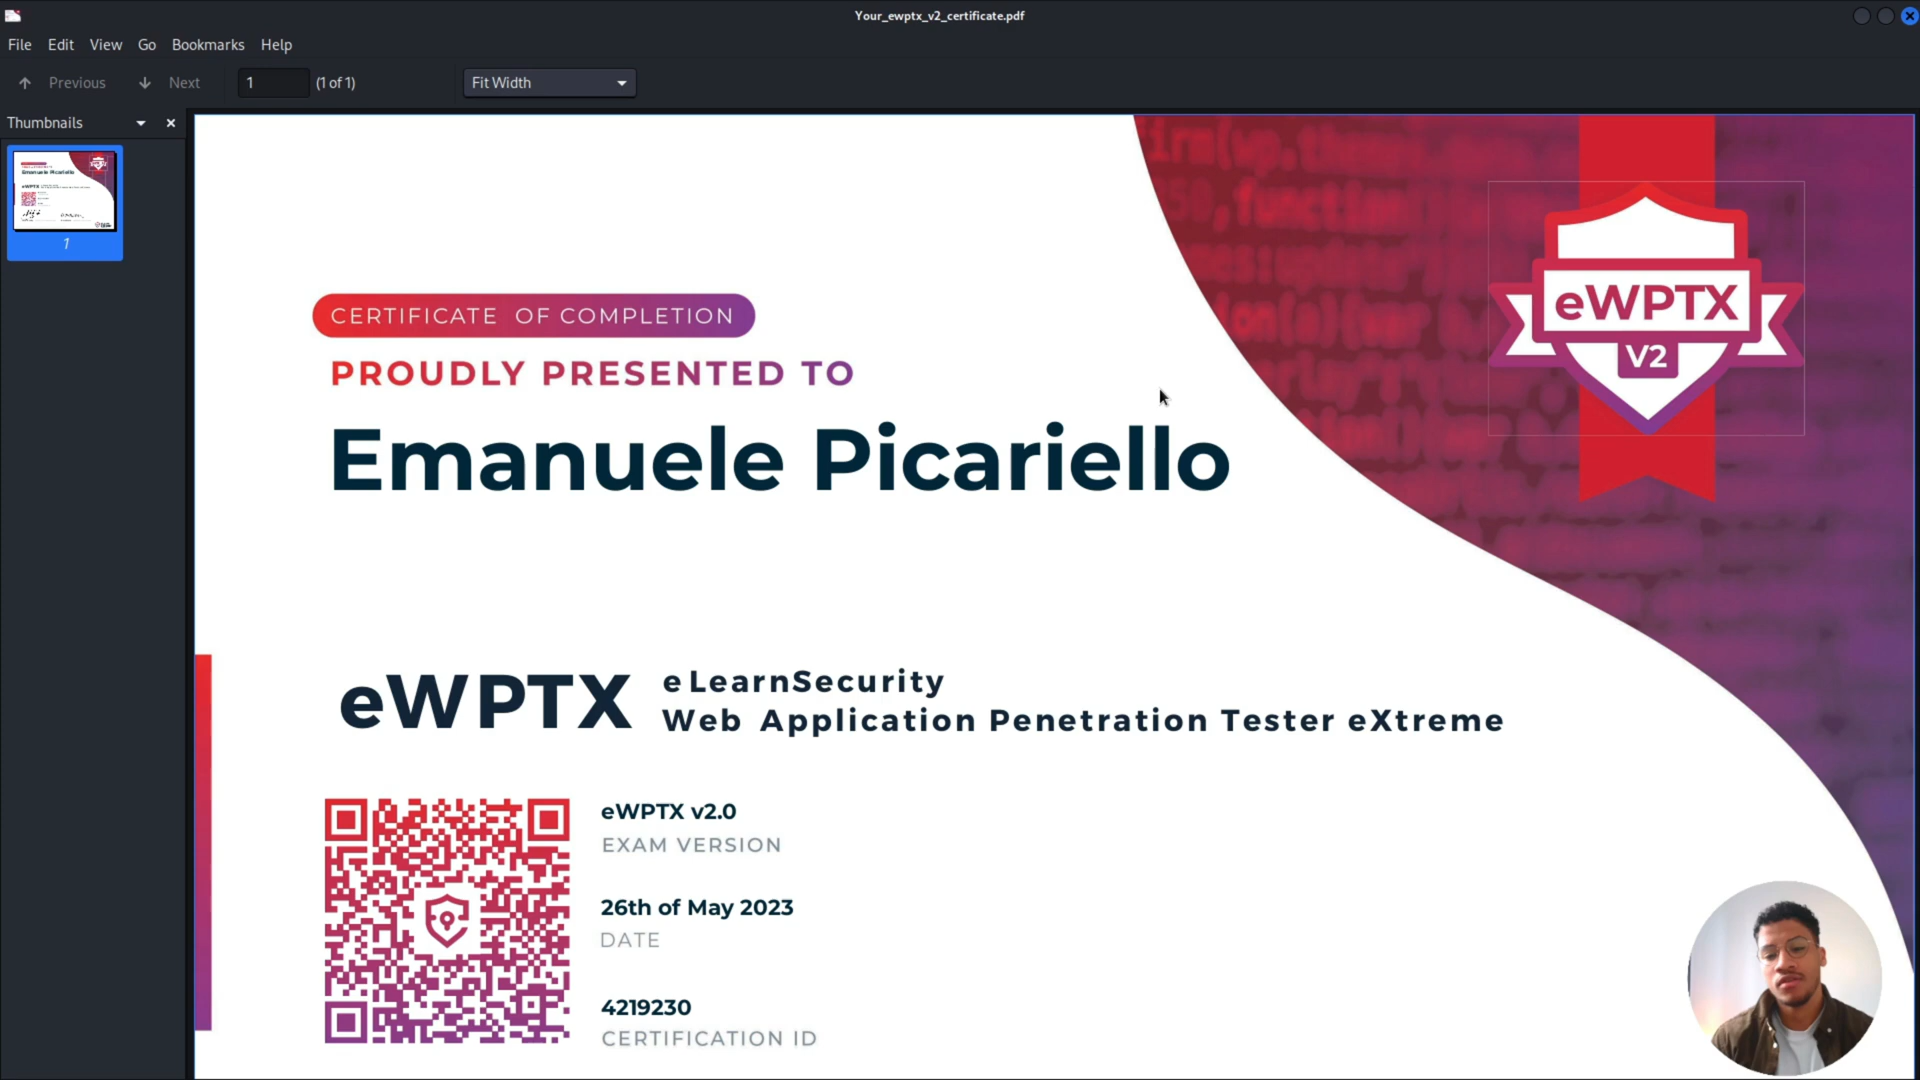 Your_ewptx_v2_certificate.pdf
File Edit View Go Bookmarks Help
Previous Next 1 (1 of 1) Fit Width
Thumbnails
1
CERTIFICATE OF COMPLETION
PROUDLY PRESENTED TO
Emanuele Picariello
eWPTX
V2
eWPTX
eLearnSecurity
Web Application Penetration Tester eXtreme
eWPTX v2.0
EXAM VERSION
26th of May 2023
DATE
4219230
CERTIFICATION ID